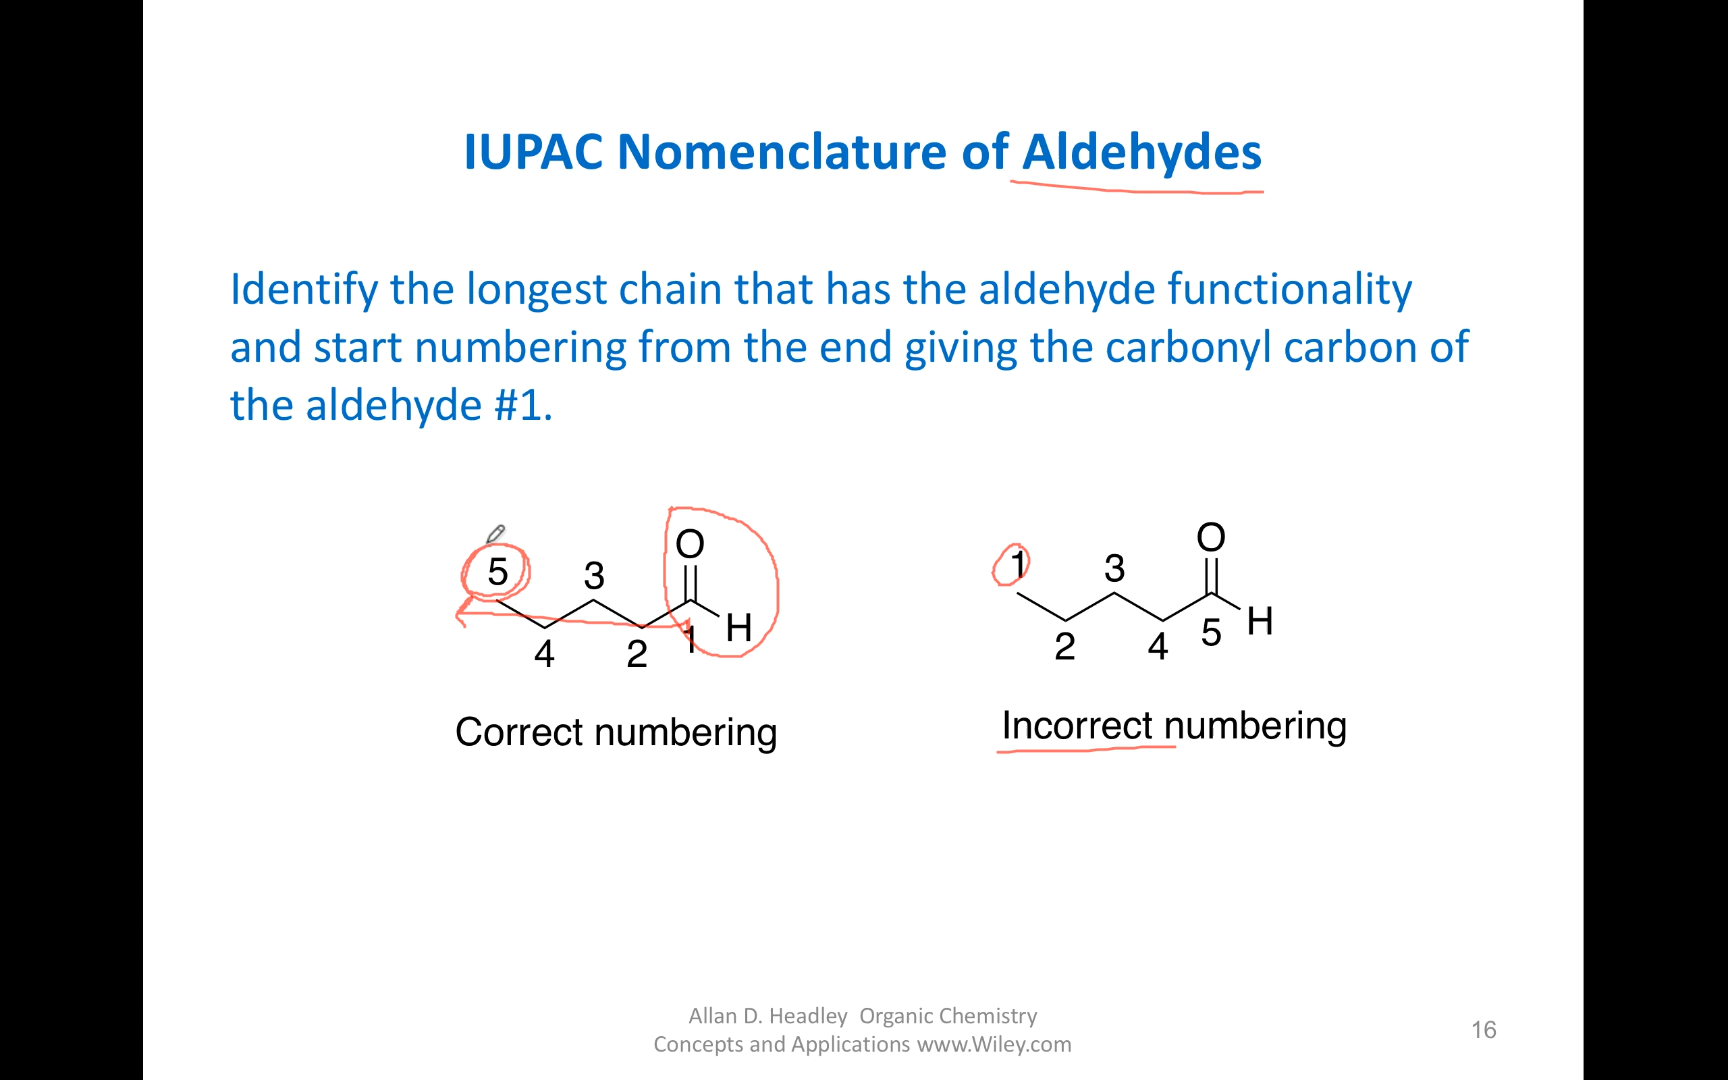 IUPAC Nomenclature of Aldehydes
Identify the longest chain that has the aldehyde functionality
and start numbering from the end giving the carbonyl carbon of
the aldehyde #1.
O
5
3
4
2
1
H
Correct numbering
O
1
3
2
4
5
H
Incorrect numbering
Allan D. Headley Organic Chemistry
Concepts and Applications www.Wiley.com
16